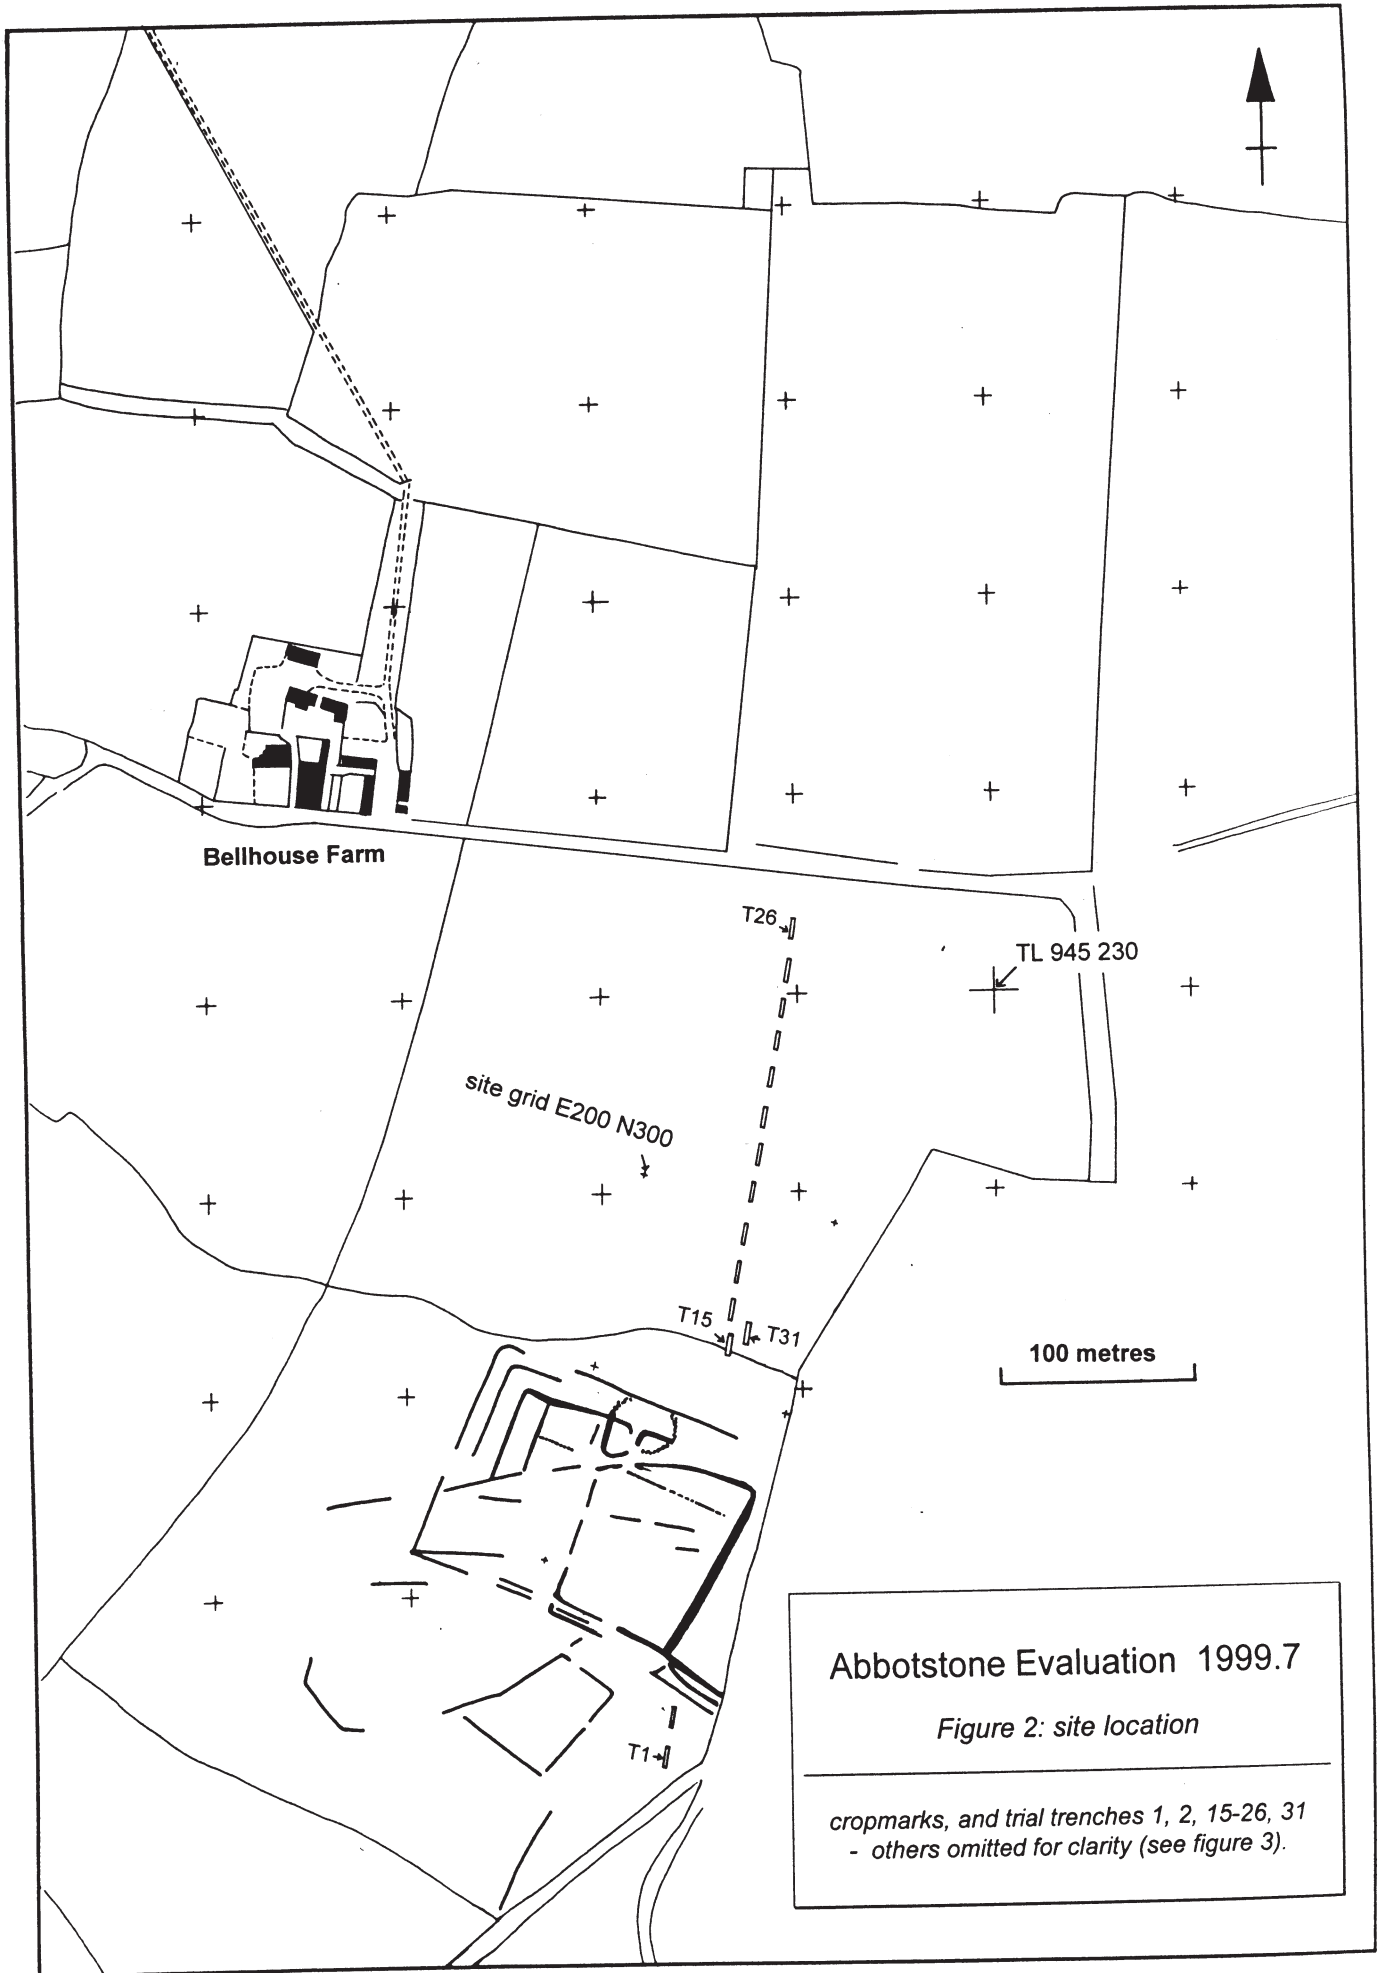 Bellhouse Farm
T26
TL 945 230
site grid E200 N300
T15
T31
100 metres
Abbotstone Evaluation 1999.7
Figure 2: site location
T1
cropmarks, and trial trenches 1, 2, 15-26, 31
- others omitted for clarity (see figure 3).